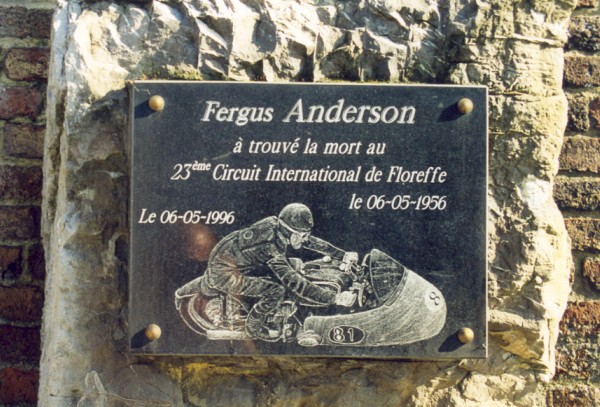 Fergus Anderson
à trouvé la mort au
23ème Circuit International de Floreffe
le 06-05-1956
Le 06-05-1996
8
81